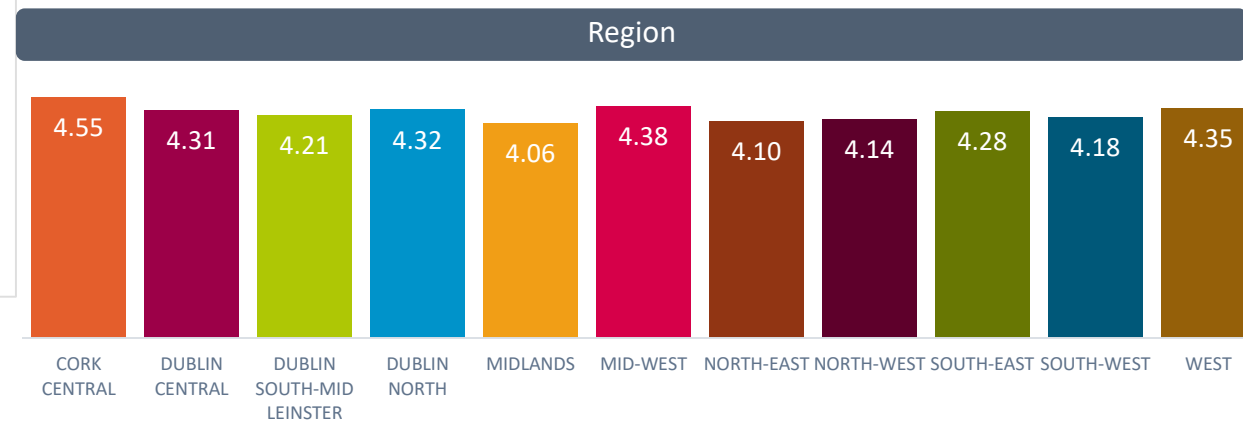 Region
4.55
4.31
4.21
4.32
4.06
4.38
4.10
4.14
4.28
4.18
4.35
CORK
CENTRAL
DUBLIN
CENTRAL
DUBLIN
SOUTH-MID
LEINSTER
DUBLIN
NORTH
MIDLANDS
MID-WEST
NORTH-EAST
NORTH-WEST
SOUTH-EAST
SOUTH-WEST
WEST